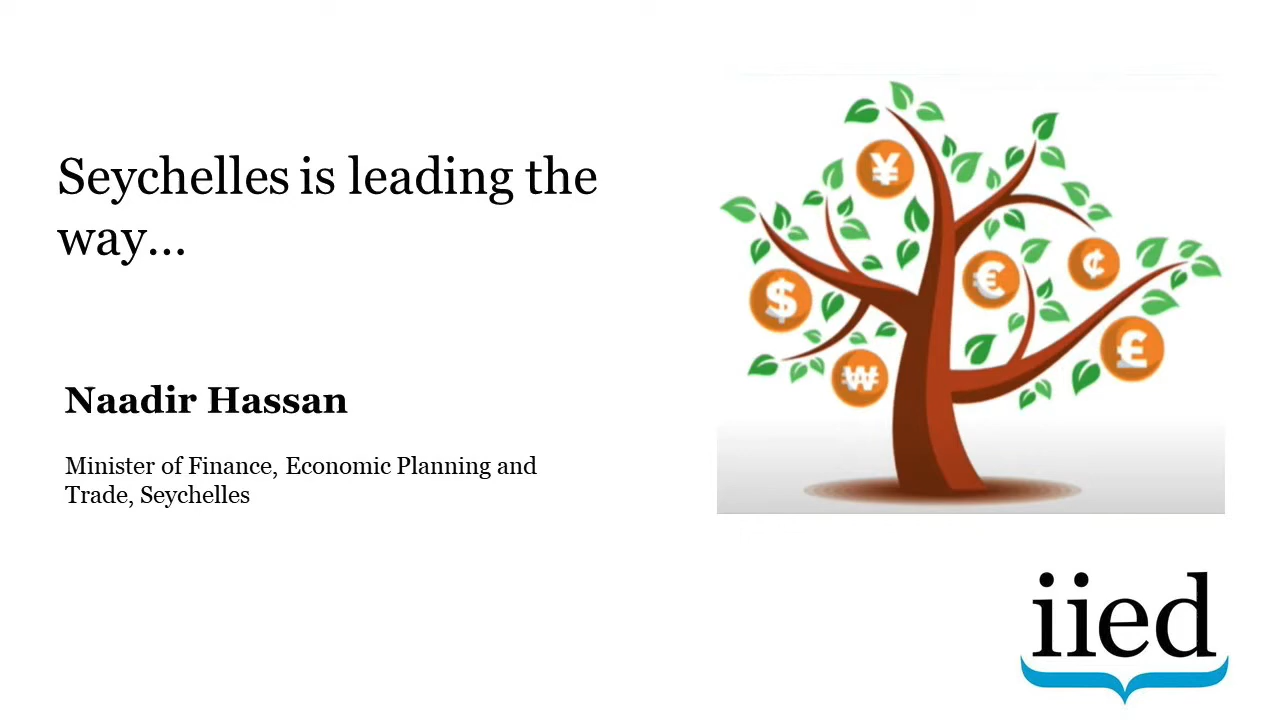 Seychelles is leading the
way...
Naadir Hassan
Minister of Finance, Economic Planning and
Trade, Seychelles
¥
$
€
¢
£
₩
iied